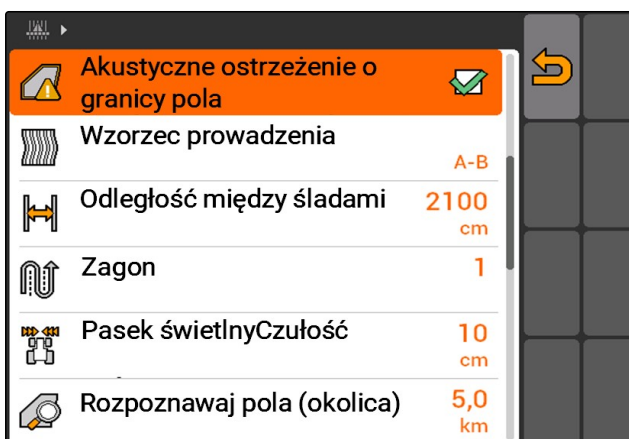 Akustyczne ostrzeżenie o
granicy pola
Wzorzec prowadzenia
A-B
Odległość między śladami 2100
cm
Zagon 1
Pasek świetlnyCzułość 10
cm
Rozpoznawaj pola (okolica) 5,0
km